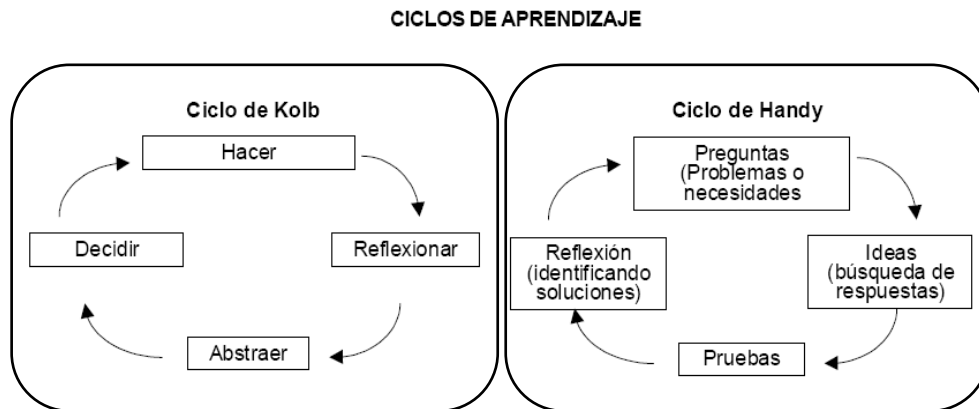 CICLOS DE APRENDIZAJE
Ciclo de Kolb
Hacer
Reflexionar
Abstraer
Decidir
Ciclo de Handy
Preguntas
(Problemas o
necesidades
Ideas
(búsqueda de
respuestas)
Pruebas
Reflexión
(identificando
soluciones)